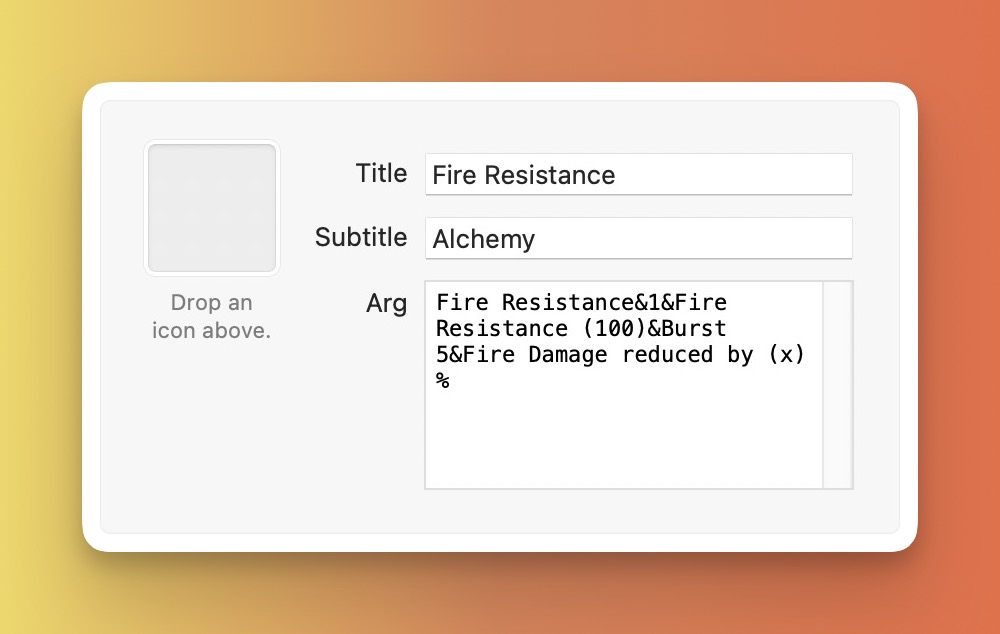 Title
Fire Resistance
Subtitle
Alchemy
Drop an
icon above.
Arg
Fire Resistance&1&Fire
Resistance (100)&Burst
5&Fire Damage reduced by (x)
%